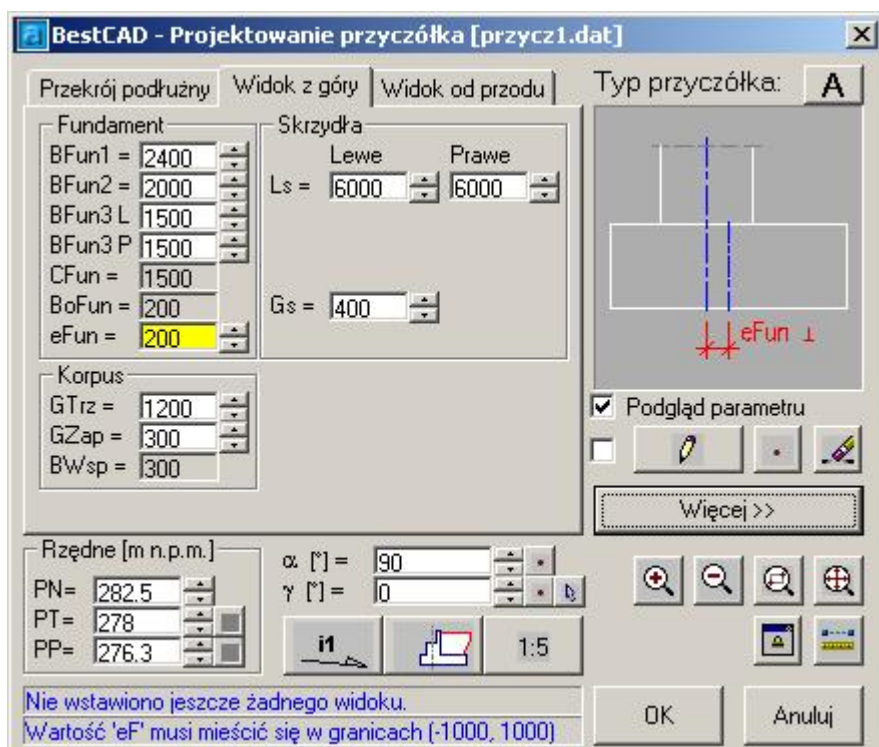 BestCAD - Projektowanie przyczółka [przycz1.dat]
Przekrój podłużny Widok z góry Widok od przodu
Typ przyczółka: A
Fundament
BFun1 = 2400
BFun2 = 2000
BFun3 L 1500
BFun3 P 1500
CFun = 1500
BoFun = 200
eFun = 200
Skrzydła
Lewe Prawe
Ls = 6000 6000
Gs = 400
Korpus
GTrz = 1200
GZap = 300
BWsp = 300
eFun ⊥
Podgląd parametru
Więcej >>
Rzędne [m n.p.m.]
PN= 282.5
PT= 278
PP= 276.3
α [°] = 90
γ [°] = 0
i1
1:5
Nie wstawiono jeszcze żadnego widoku.
Wartość 'eF' musi mieścić się w granicach (-1000, 1000)
OK Anuluj